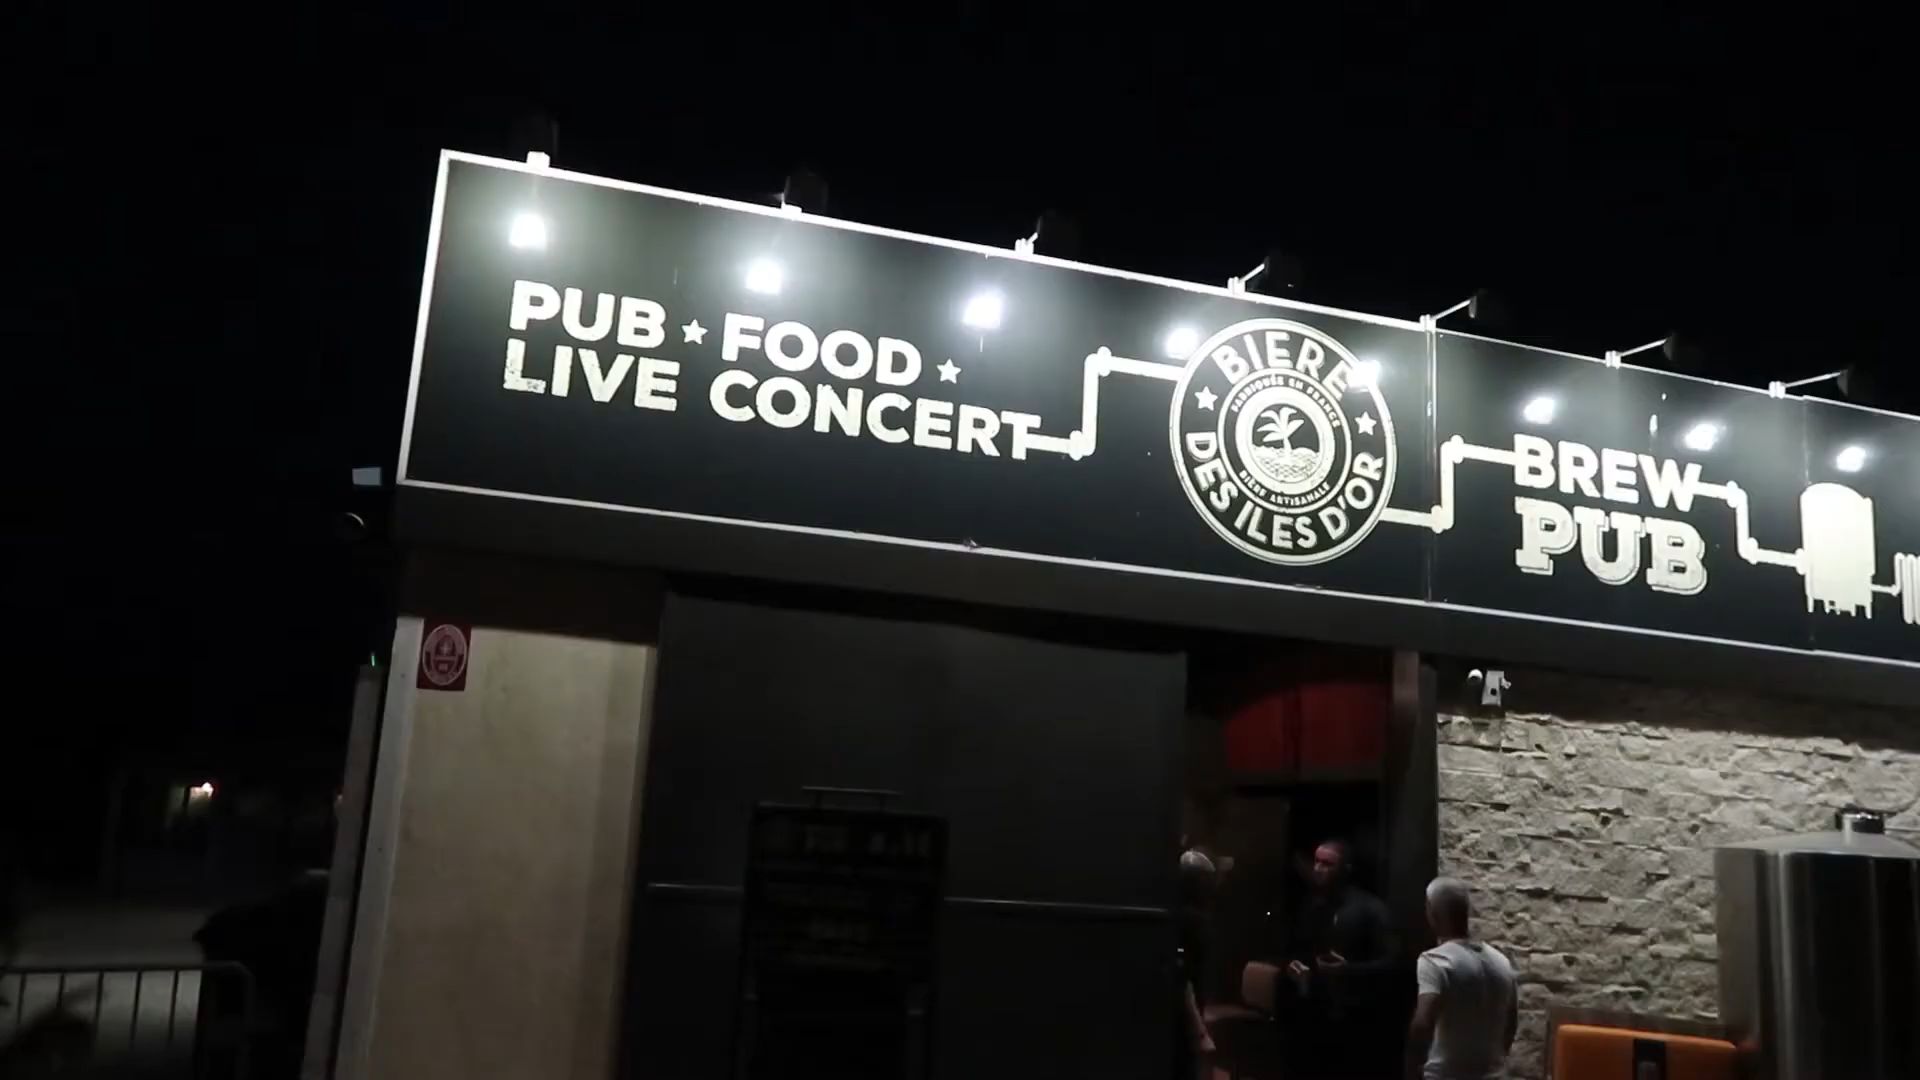 PUB ★ FOOD ★
LIVE CONCERT
BIERE
FABRIQUÉE EN FRANCE
BIÈRE ARTISANALE
DES ILES D'OR
BREW
PUB